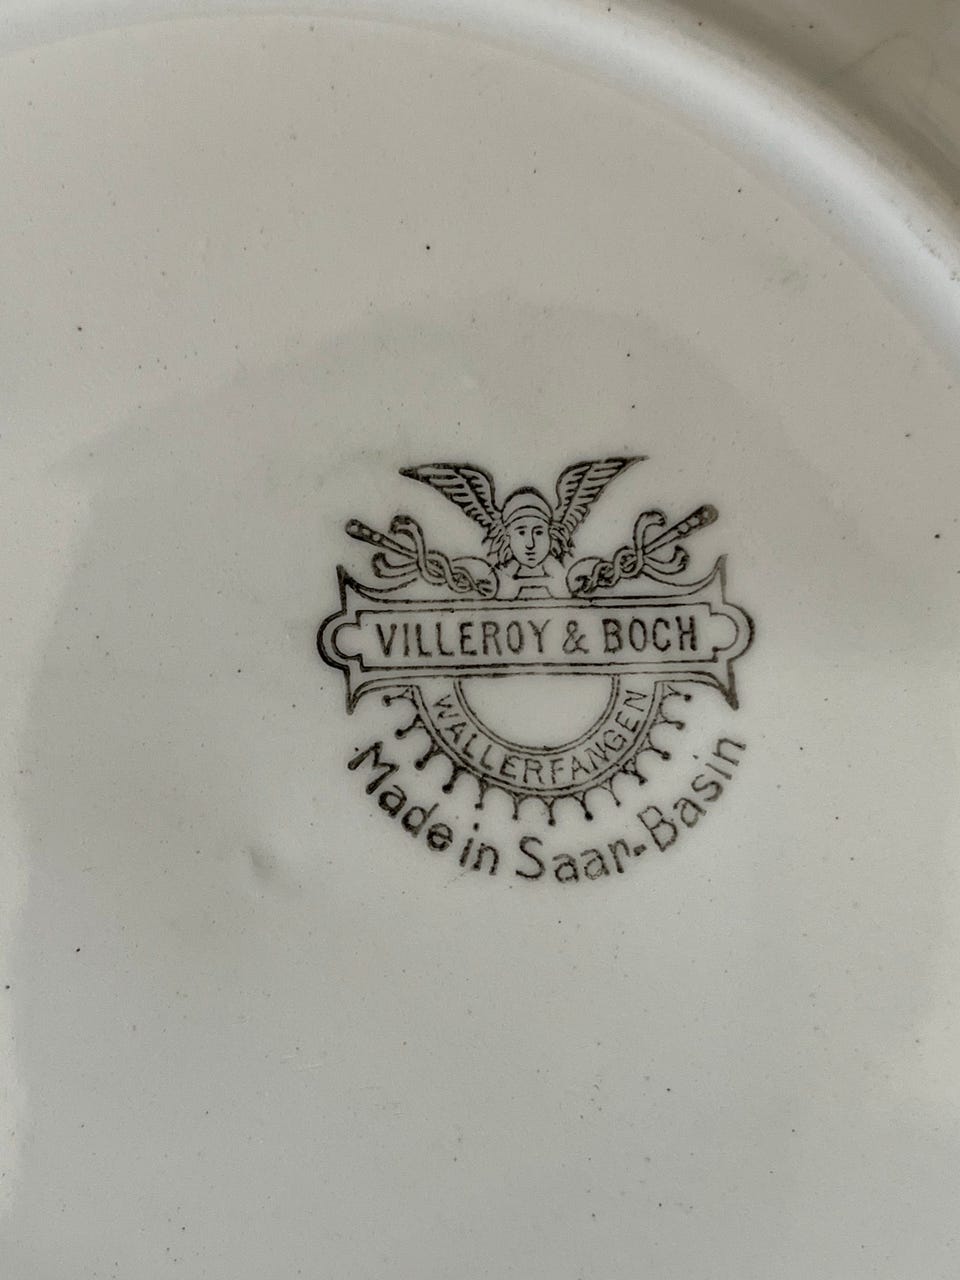 VILLEROY & BOCH
WALLERFANGEN
Made in Saar-Basin